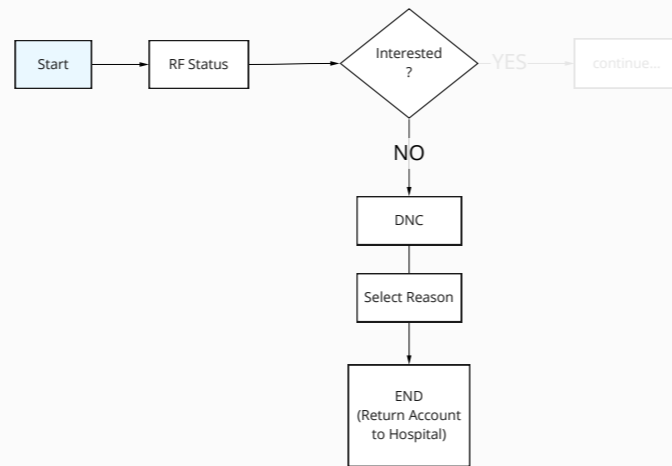 Start
RF Status
Interested
?
YES
continue...
NO
DNC
Select Reason
END
(Return Account
to Hospital)